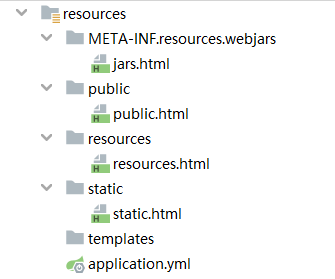 resources
META-INF.resources.webjars
jars.html
public
public.html
resources
resources.html
static
static.html
templates
application.yml